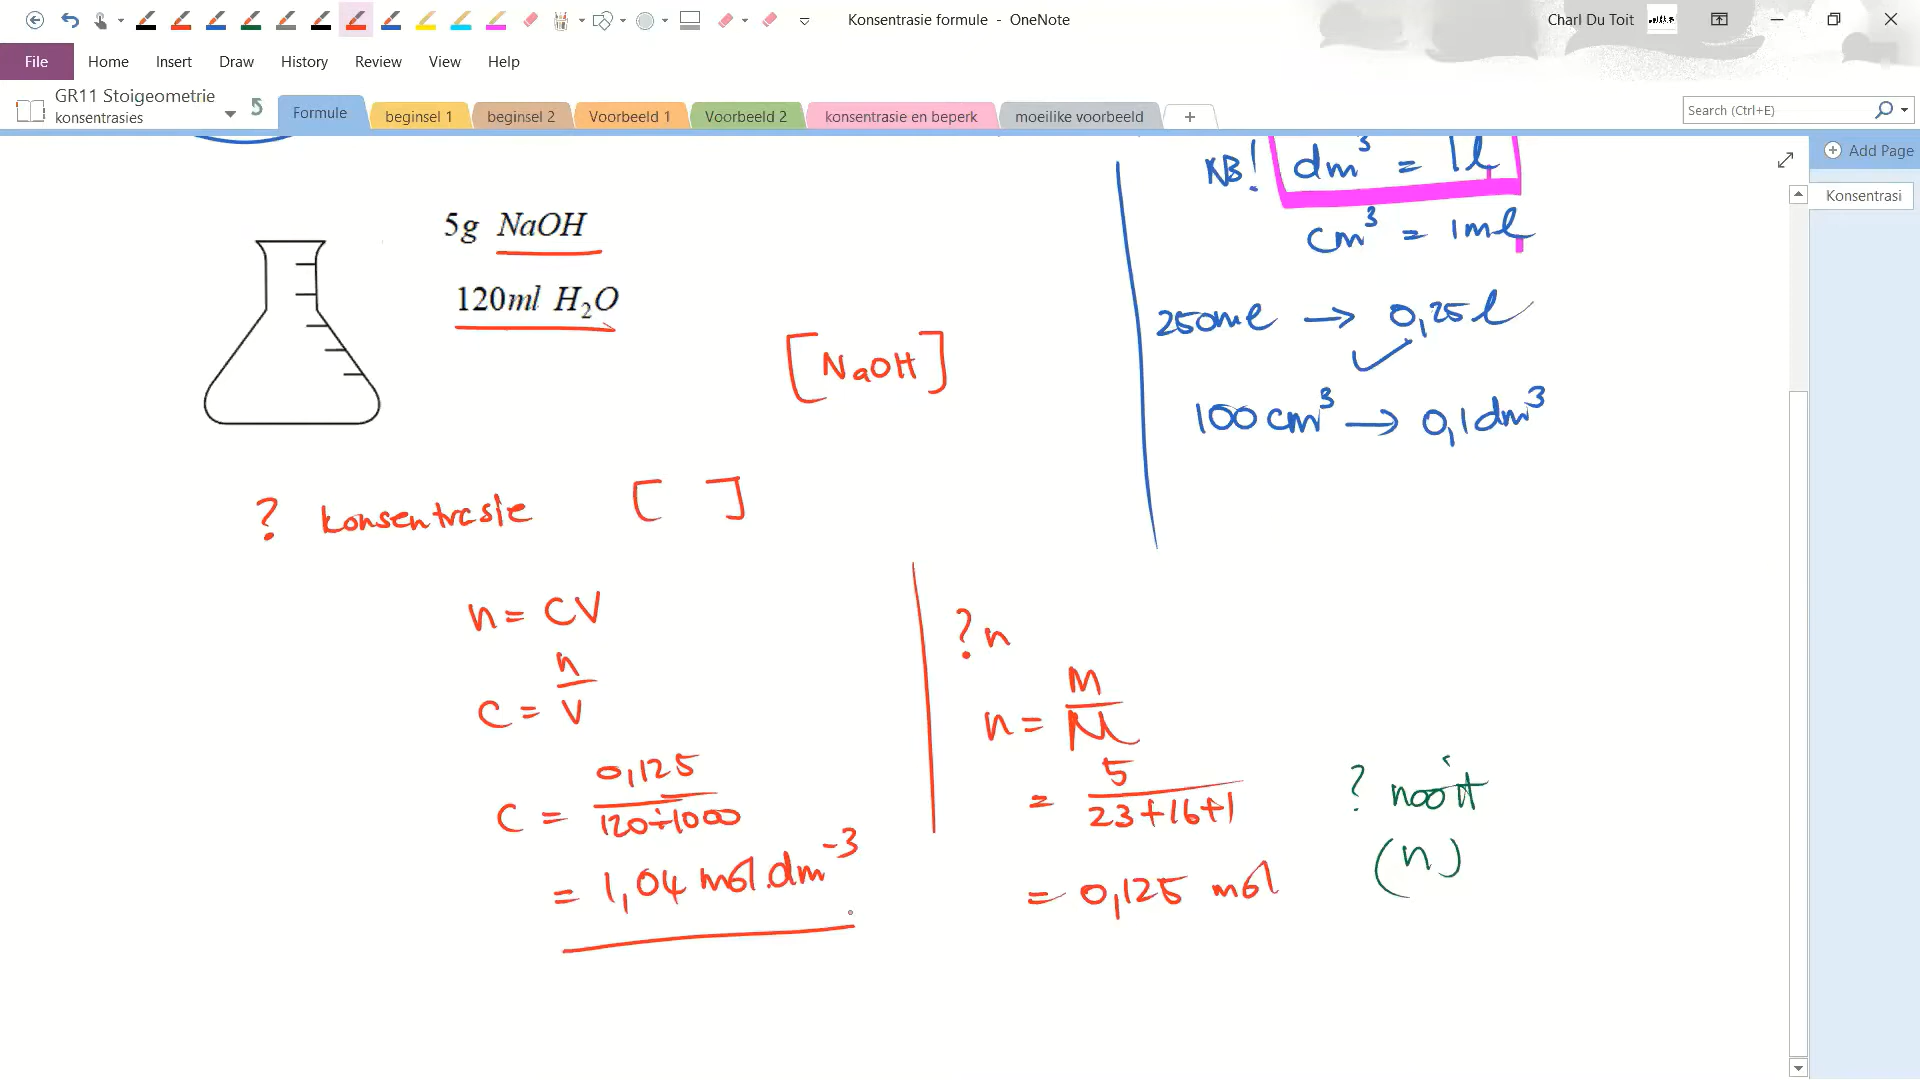 Konsentrasie formule - OneNote
Charl Du Toit
File Home Insert Draw History Review View Help
GR11 Stoigeometrie
konsentrasies
Formule beginsel 1 beginsel 2 Voorbeeld 1 Voorbeeld 2 konsentrasie en beperk moeilike voorbeeld +
Search (Ctrl+E)
Add Page
Konsentrasi
NB! dm³ = 1l
cm³ = 1ml
250ml → 0,25l
100cm³ → 0,1dm³
5g NaOH
120ml H₂O
[NaOH]
? konsentrasie [ ]
n = CV
C = n/V
C = 0,125/120÷1000
= 1,04 mol.dm⁻³
? n
n = m/M
= 5/23+16+1
= 0,125 mol
? nooit
(n)